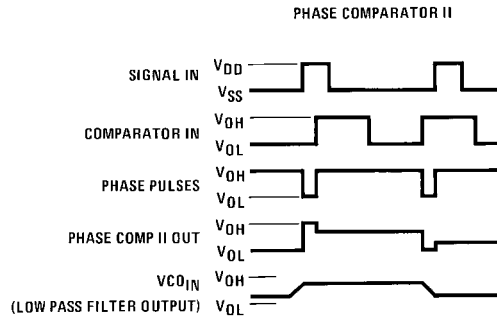 PHASE COMPARATOR II
SIGNAL IN
VDD
VSS
COMPARATOR IN
VOH
VOL
PHASE PULSES
VOH
VOL
PHASE COMP II OUT
VOH
VOL
VCOIN
(LOW PASS FILTER OUTPUT)
VOH
VOL